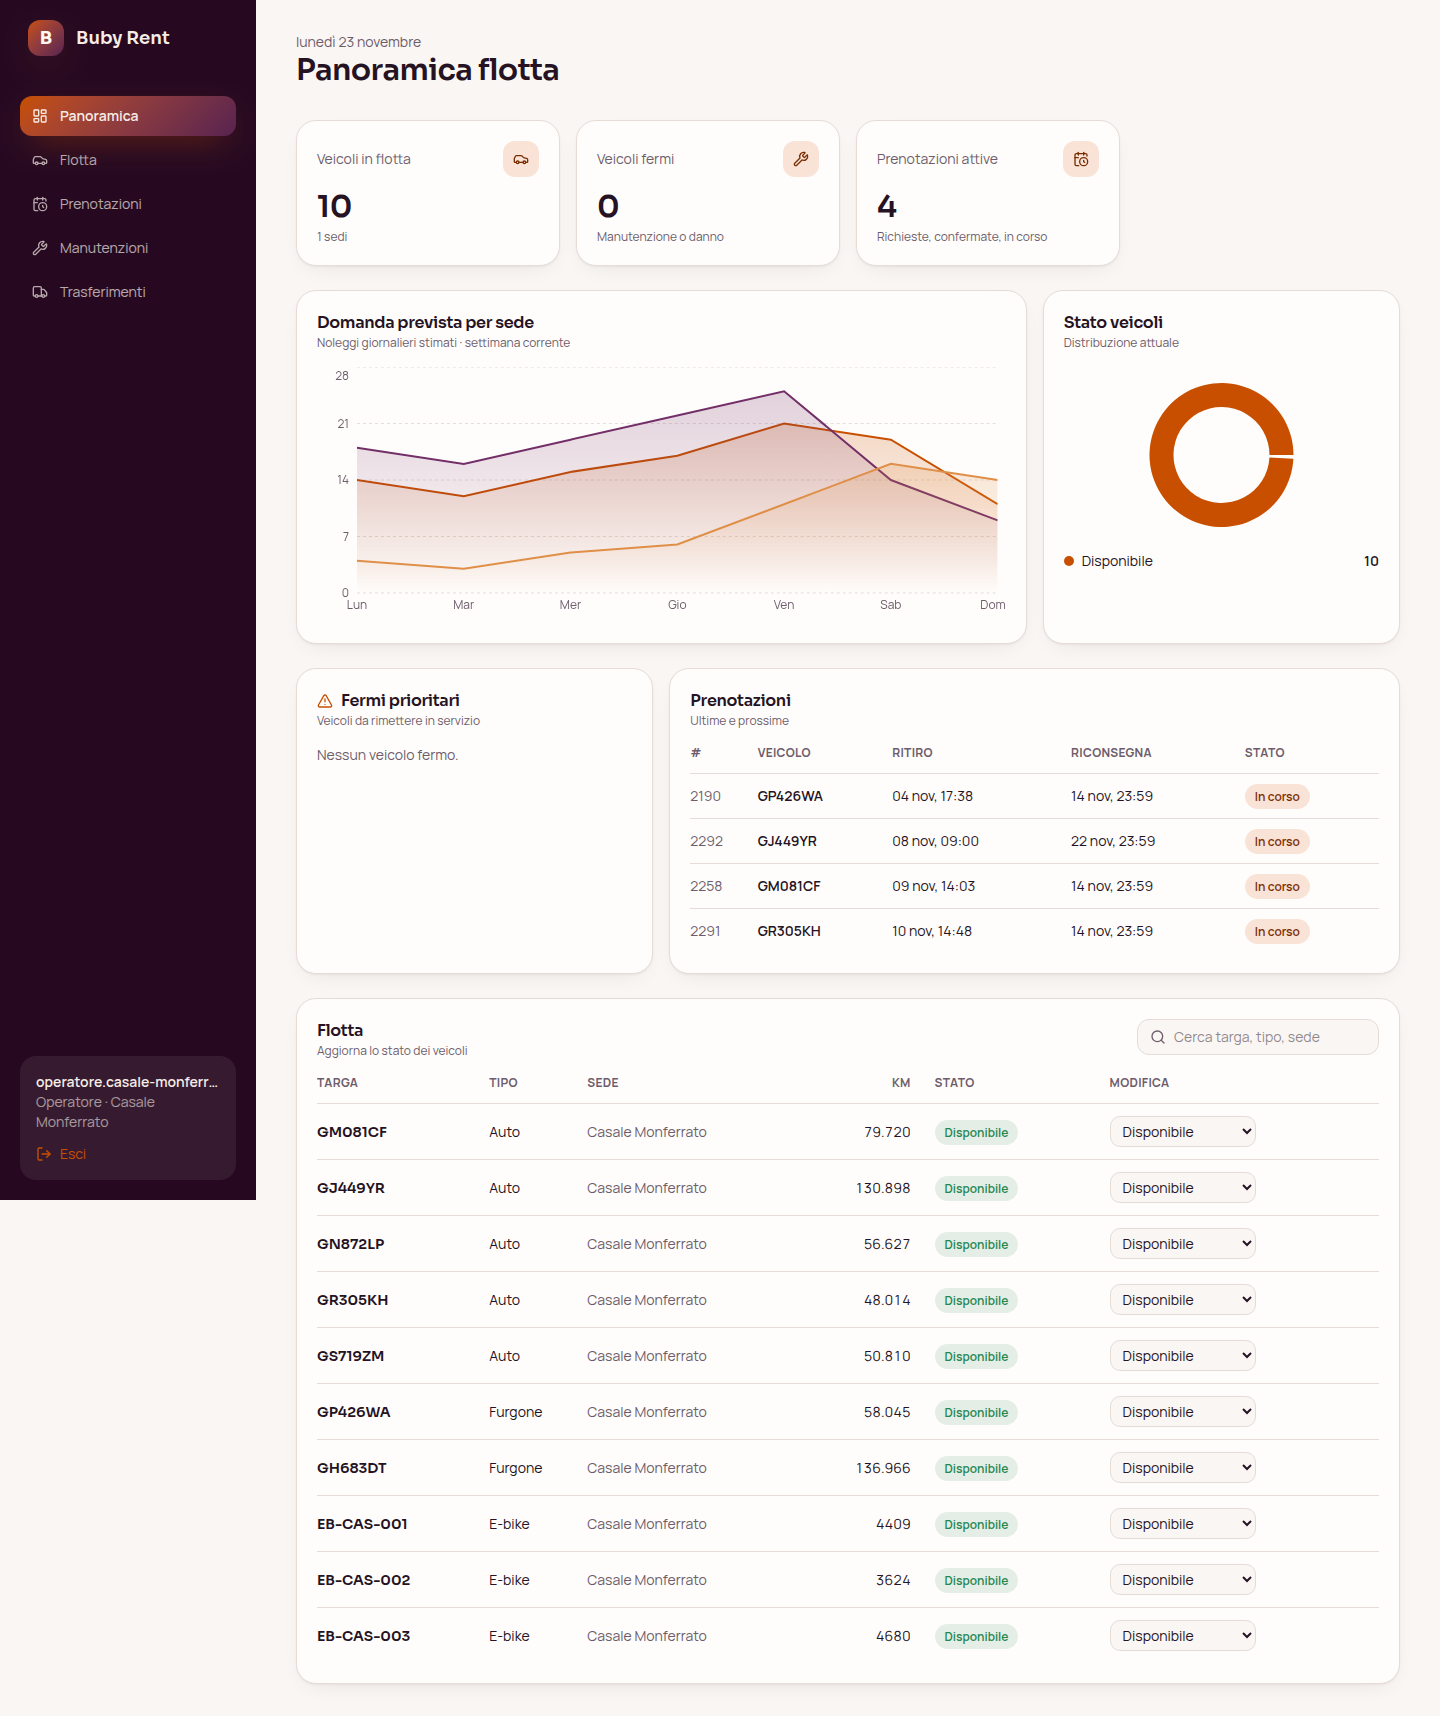 B Buby Rent
Panoramica
Flotta
Prenotazioni
Manutenzioni
Trasferimenti
operatore.casale-monferr...
Operatore · Casale
Monferrato
Esci
lunedì 23 novembre
Panoramica flotta
Veicoli in flotta
10
1 sedi
Veicoli fermi
0
Manutenzione o danno
Prenotazioni attive
4
Richieste, confermate, in corso
Domanda prevista per sede
Noleggi giornalieri stimati · settimana corrente
28
21
14
7
0
Lun Mar Mer Gio Ven Sab Dom
Stato veicoli
Distribuzione attuale
Disponibile 10
Fermi prioritari
Veicoli da rimettere in servizio
Nessun veicolo fermo.
Prenotazioni
Ultime e prossime
# VEICOLO RITIRO RICONSEGNA STATO
2190 GP426WA 04 nov, 17:38 14 nov, 23:59 In corso
2292 GJ449YR 08 nov, 09:00 22 nov, 23:59 In corso
2258 GM081CF 09 nov, 14:03 14 nov, 23:59 In corso
2291 GR305KH 10 nov, 14:48 14 nov, 23:59 In corso
Flotta
Aggiorna lo stato dei veicoli
Cerca targa, tipo, sede
TARGA TIPO SEDE KM STATO MODIFICA
GM081CF Auto Casale Monferrato 79.720 Disponibile Disponibile
GJ449YR Auto Casale Monferrato 130.898 Disponibile Disponibile
GN872LP Auto Casale Monferrato 56.627 Disponibile Disponibile
GR305KH Auto Casale Monferrato 48.014 Disponibile Disponibile
GS719ZM Auto Casale Monferrato 50.810 Disponibile Disponibile
GP426WA Furgone Casale Monferrato 58.045 Disponibile Disponibile
GH683DT Furgone Casale Monferrato 136.966 Disponibile Disponibile
EB-CAS-001 E-bike Casale Monferrato 4409 Disponibile Disponibile
EB-CAS-002 E-bike Casale Monferrato 3624 Disponibile Disponibile
EB-CAS-003 E-bike Casale Monferrato 4680 Disponibile Disponibile